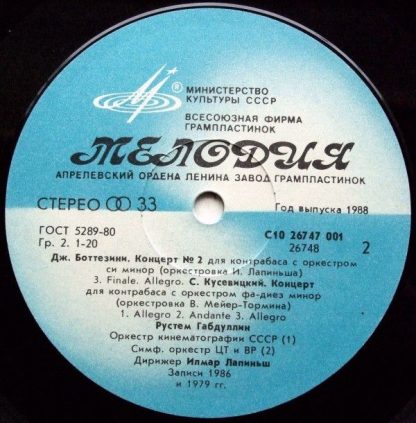 ®
МИНИСТЕРСТВО
КУЛЬТУРЫ СССР
ВСЕСОЮЗНАЯ ФИРМА
ГРАМПЛАСТИНОК
МЕЛОДИЯ
АПРЕЛЕВСКИЙ ОРДЕНА ЛЕНИНА ЗАВОД ГРАМПЛАСТИНОК
СТЕРЕО 33
Год выпуска 1988
ГОСТ 5289-80
Гр. 2. 1-20
С10 26747 001
26748
2
Дж. Боттезини. Концерт № 2 для контрабаса с оркестром
си минор (оркестровка И. Лапиньша)
3. Finale. Allegro. С. Кусевицкий. Концерт
для контрабаса с оркестром фа-диез минор
(оркестровка В. Мейер-Тормина)
1. Allegro 2. Andante 3. Allegro
Рустем Габдуллин
Оркестр кинематографии СССР (1)
Симф. оркестр ЦТ и ВР (2)
Дирижер Илмар Лапиньш
Записи 1986
и 1979 гг.